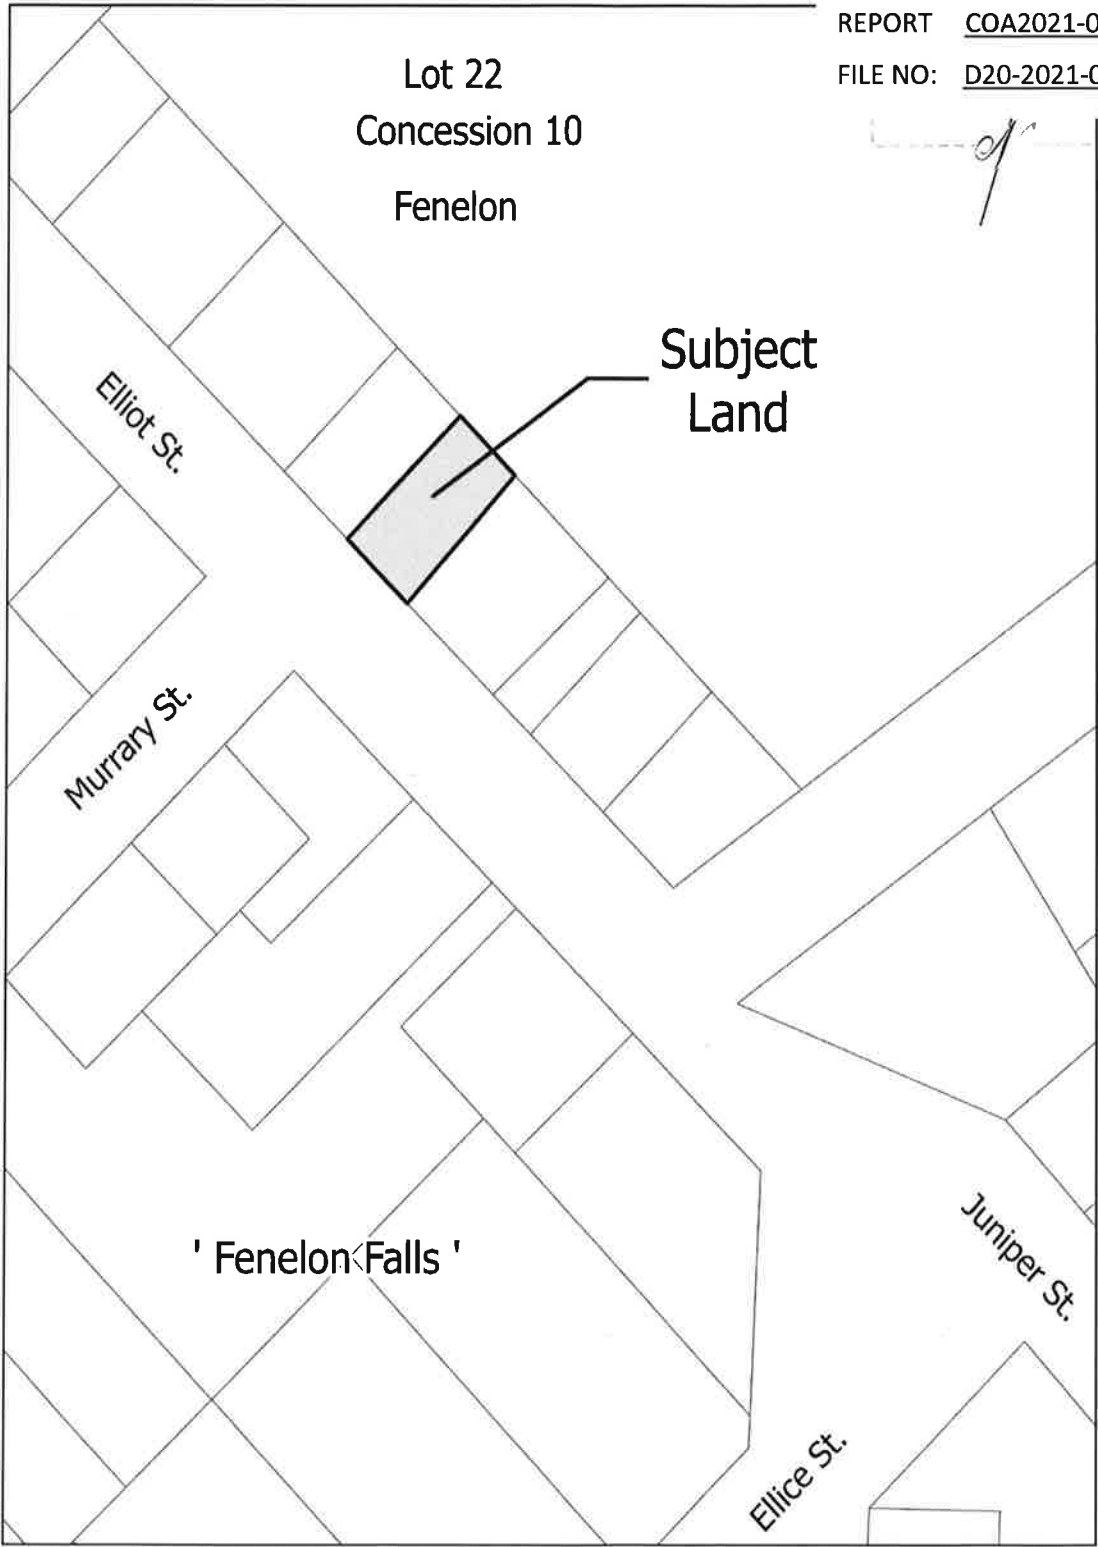 REPORT COA2021-0
FILE NO: D20-2021-0
Lot 22
Concession 10
Fenelon
Subject
Land
Elliot St.
Murrary St.
' Fenelon Falls '
Juniper St.
Ellice St.